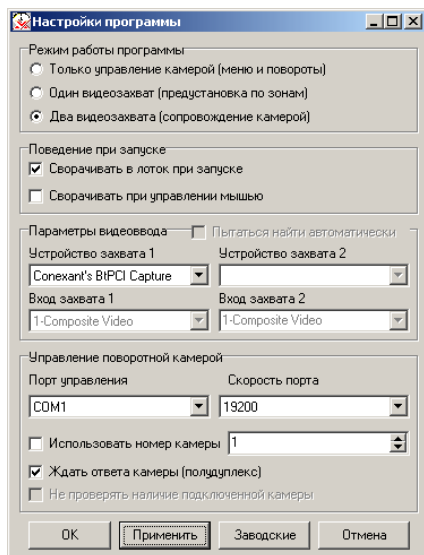 Настройки программы
Режим работы программы
Только управление камерой (меню и повороты)
Один видеозахват (предустановка по зонам)
Два видеозахвата (сопровождение камерой)
Поведение при запуске
Сворачивать в лоток при запуске
Сворачивать при управлении мышью
Параметры видеоввода Пытаться найти автоматически
Устройство захвата 1 Устройство захвата 2
Conexant's BtPCI Capture
Вход захвата 1 Вход захвата 2
1-Composite Video 1-Composite Video
Управление поворотной камерой
Порт управления Скорость порта
COM1 19200
Использовать номер камеры 1
Ждать ответа камеры (полудуплекс)
Не проверять наличие подключенной камеры
ОК Применить Заводские Отмена